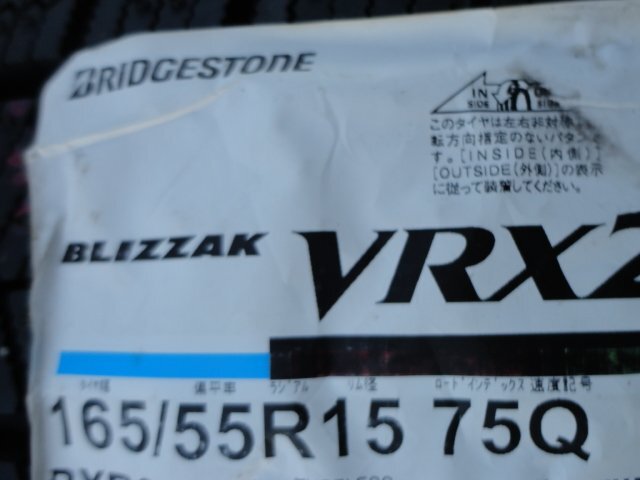 BRIDGESTONE
IN SIDE
SIDE
このタイヤは左右非対
転方向指定のないパタ
す。[INSIDE(内側)]
[OUTSIDE(外側)]の表示
に従って装着してください。
BLIZZAK VRX2
タイヤ幅 偏平率 ラジアル リム径 ロードインデックス 速度記号
165/55R15 75Q